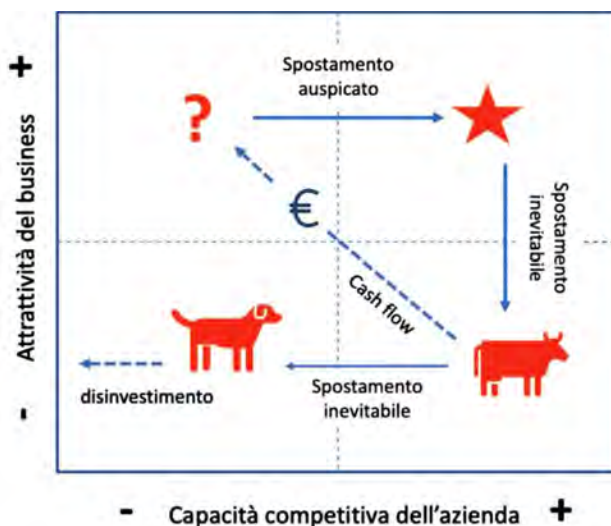 +
Attrattività del business
-
?
Spostamento
auspicato
€
Spostamento
inevitabile
Cash flow
disinvestimento
Spostamento
inevitabile
- Capacità competitiva dell'azienda +